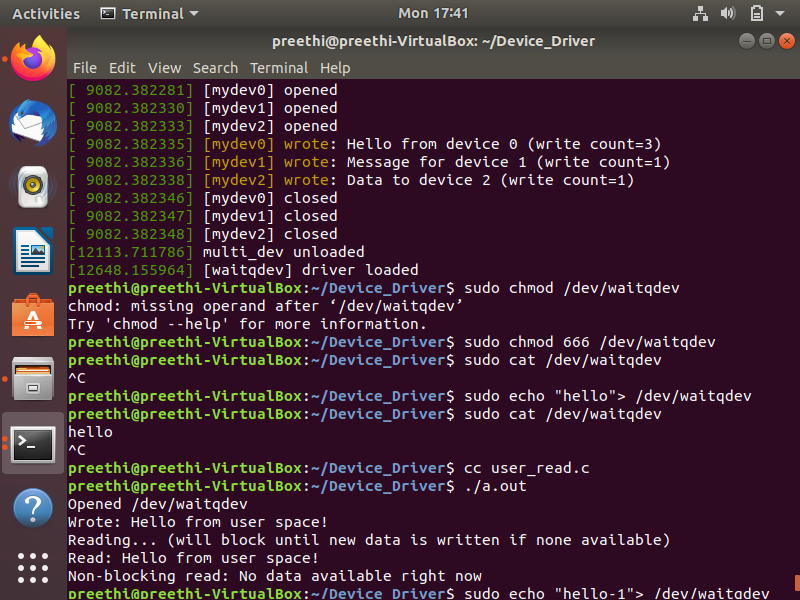 Activities Terminal Mon 17:41
preethi@preethi-VirtualBox: ~/Device_Driver
File Edit View Search Terminal Help
[ 9082.382281] [mydev0] opened
[ 9082.382330] [mydev1] opened
[ 9082.382333] [mydev2] opened
[ 9082.382335] [mydev0] wrote: Hello from device 0 (write count=3)
[ 9082.382336] [mydev1] wrote: Message for device 1 (write count=1)
[ 9082.382338] [mydev2] wrote: Data to device 2 (write count=1)
[ 9082.382346] [mydev0] closed
[ 9082.382347] [mydev1] closed
[ 9082.382348] [mydev2] closed
[12113.711786] multi_dev unloaded
[12648.155964] [waitqdev] driver loaded
preethi@preethi-VirtualBox:~/Device_Driver$ sudo chmod /dev/waitqdev
chmod: missing operand after ‘/dev/waitqdev’
Try 'chmod --help' for more information.
preethi@preethi-VirtualBox:~/Device_Driver$ sudo chmod 666 /dev/waitqdev
preethi@preethi-VirtualBox:~/Device_Driver$ sudo cat /dev/waitqdev
^C
preethi@preethi-VirtualBox:~/Device_Driver$ sudo echo "hello"> /dev/waitqdev
preethi@preethi-VirtualBox:~/Device_Driver$ sudo cat /dev/waitqdev
hello
^C
preethi@preethi-VirtualBox:~/Device_Driver$ cc user_read.c
preethi@preethi-VirtualBox:~/Device_Driver$ ./a.out
Opened /dev/waitqdev
Wrote: Hello from user space!
Reading... (will block until new data is written if none available)
Read: Hello from user space!
Non-blocking read: No data available right now
preethi@preethi-VirtualBox:~/Device_Driver$ sudo echo "hello-1"> /dev/waitqdev